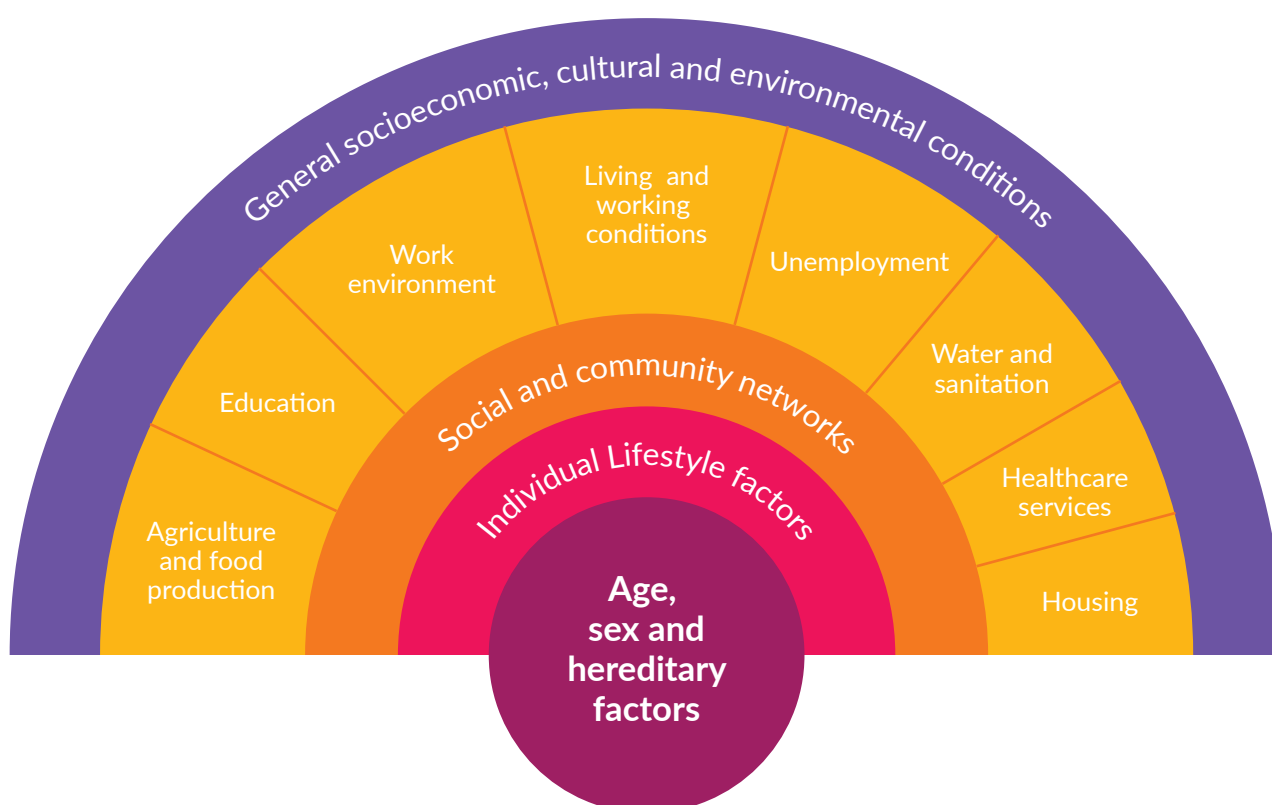 General socioeconomic, cultural and environmental conditions
Living and
working
conditions
Work
environment
Unemployment
Education
Water and
sanitation
Agriculture
and food
production
Healthcare
services
Housing
Social and community networks
Individual Lifestyle factors
Age,
sex and
hereditary
factors